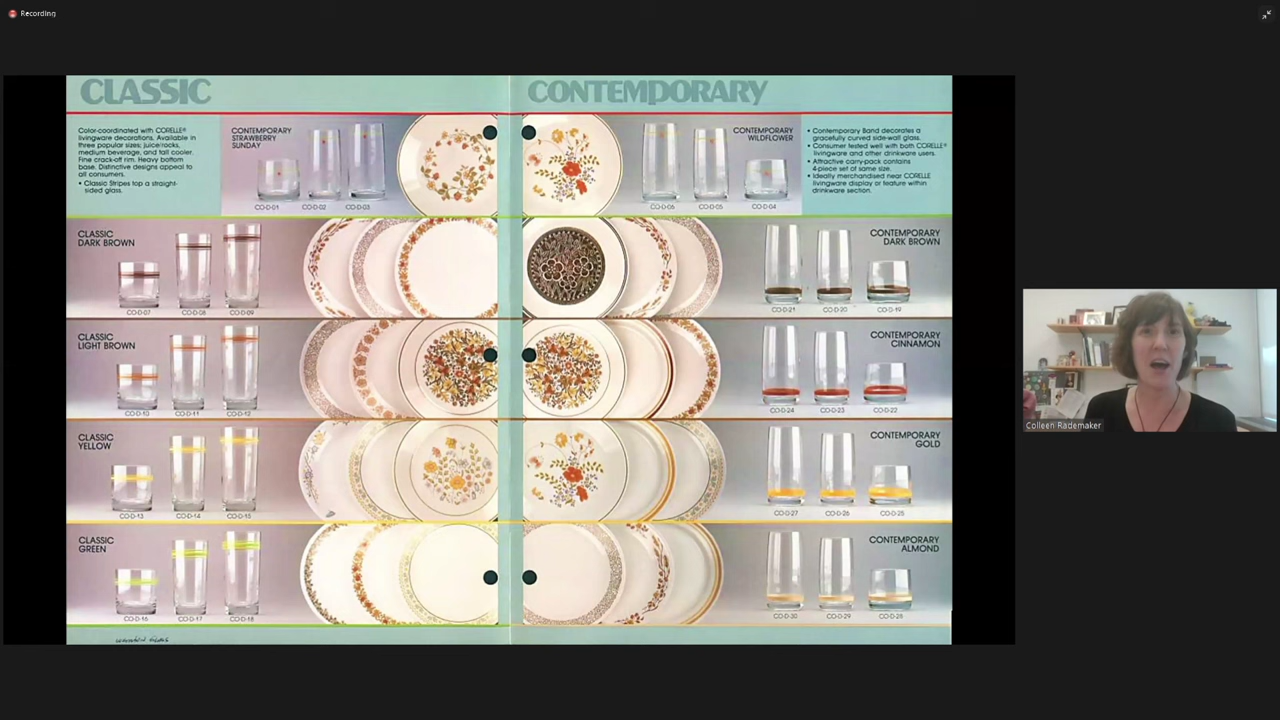 Recording
CLASSIC
CONTEMPORARY
Color-coordinated with CORELLE®
livingware decorations. Available in
three popular sizes; juice/rocks,
medium beverage, and tall cooler.
Fine crack-off rim. Heavy bottom
base. Distinctive designs appeal to
all consumers.
• Classic Stripes top a straight-
sided glass.
CONTEMPORARY
STRAWBERRY
SUNDAY
CO-D-01 CO-D-02 CO-D-03
CONTEMPORARY
WILDFLOWER
CO-D-06 CO-D-05 CO-D-04
• Contemporary Band decorates a
gracefully curved side-wall glass.
• Consumer tested well with both CORELLE®
livingware and other drinkware users.
• Attractive carry-pack contains
4-piece set of same size.
• Ideally merchandised near CORELLE
livingware display or feature within
drinkware section.
CLASSIC
DARK BROWN
CO-D-07 CO-D-08 CO-D-09
CONTEMPORARY
DARK BROWN
CO-D-21 CO-D-20 CO-D-19
CLASSIC
LIGHT BROWN
CO-D-10 CO-D-11 CO-D-12
CONTEMPORARY
CINNAMON
CO-D-24 CO-D-23 CO-D-22
CLASSIC
YELLOW
CO-D-13 CO-D-14 CO-D-15
CONTEMPORARY
GOLD
CO-D-27 CO-D-26 CO-D-25
CLASSIC
GREEN
CO-D-16 CO-D-17 CO-D-18
CONTEMPORARY
ALMOND
CO-D-30 CO-D-29 CO-D-28
Colleen Rademaker